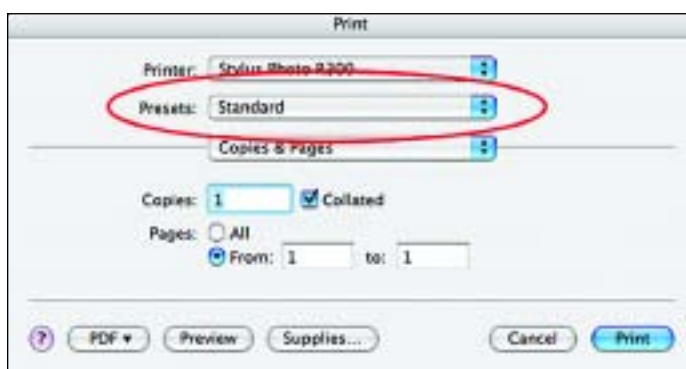 Print
Printer: Stylus Photo R300
Presets: Standard
Copies & Pages
Copies: 1 Collated
Pages: All
From: 1 to: 1
? PDF Preview Supplies... Cancel Print